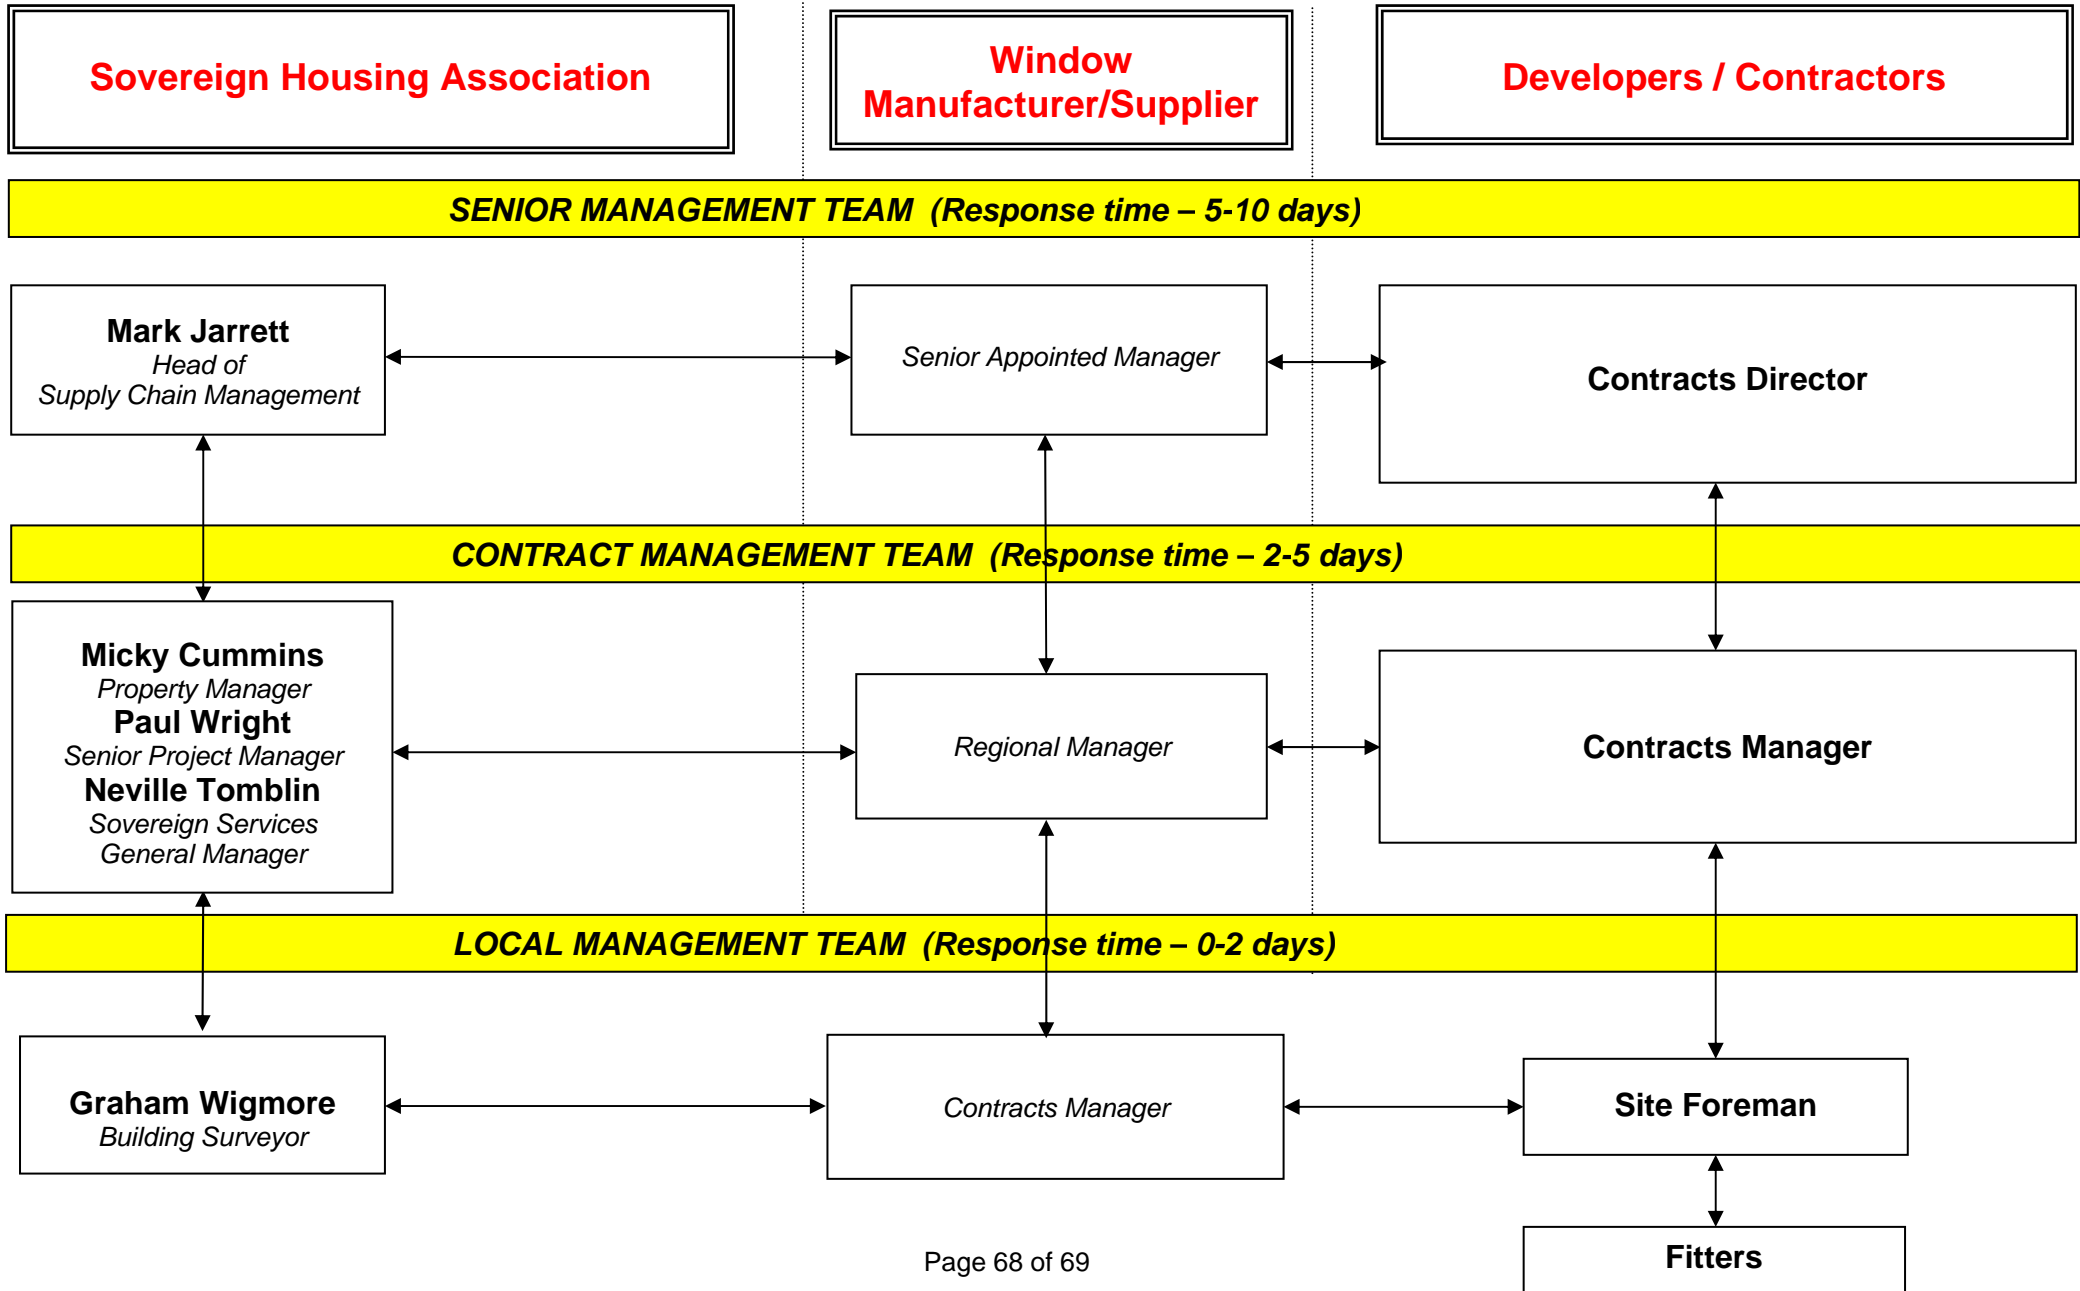 Sovereign Housing Association
Window
Manufacturer/Supplier
Developers / Contractors
SENIOR MANAGEMENT TEAM (Response time – 5-10 days)
Mark Jarrett
Head of
Supply Chain Management
Senior Appointed Manager
Contracts Director
CONTRACT MANAGEMENT TEAM (Response time – 2-5 days)
Micky Cummins
Property Manager
Paul Wright
Senior Project Manager
Neville Tomblin
Sovereign Services
General Manager
Regional Manager
Contracts Manager
LOCAL MANAGEMENT TEAM (Response time – 0-2 days)
Graham Wigmore
Building Surveyor
Contracts Manager
Site Foreman
Fitters
Page 68 of 69